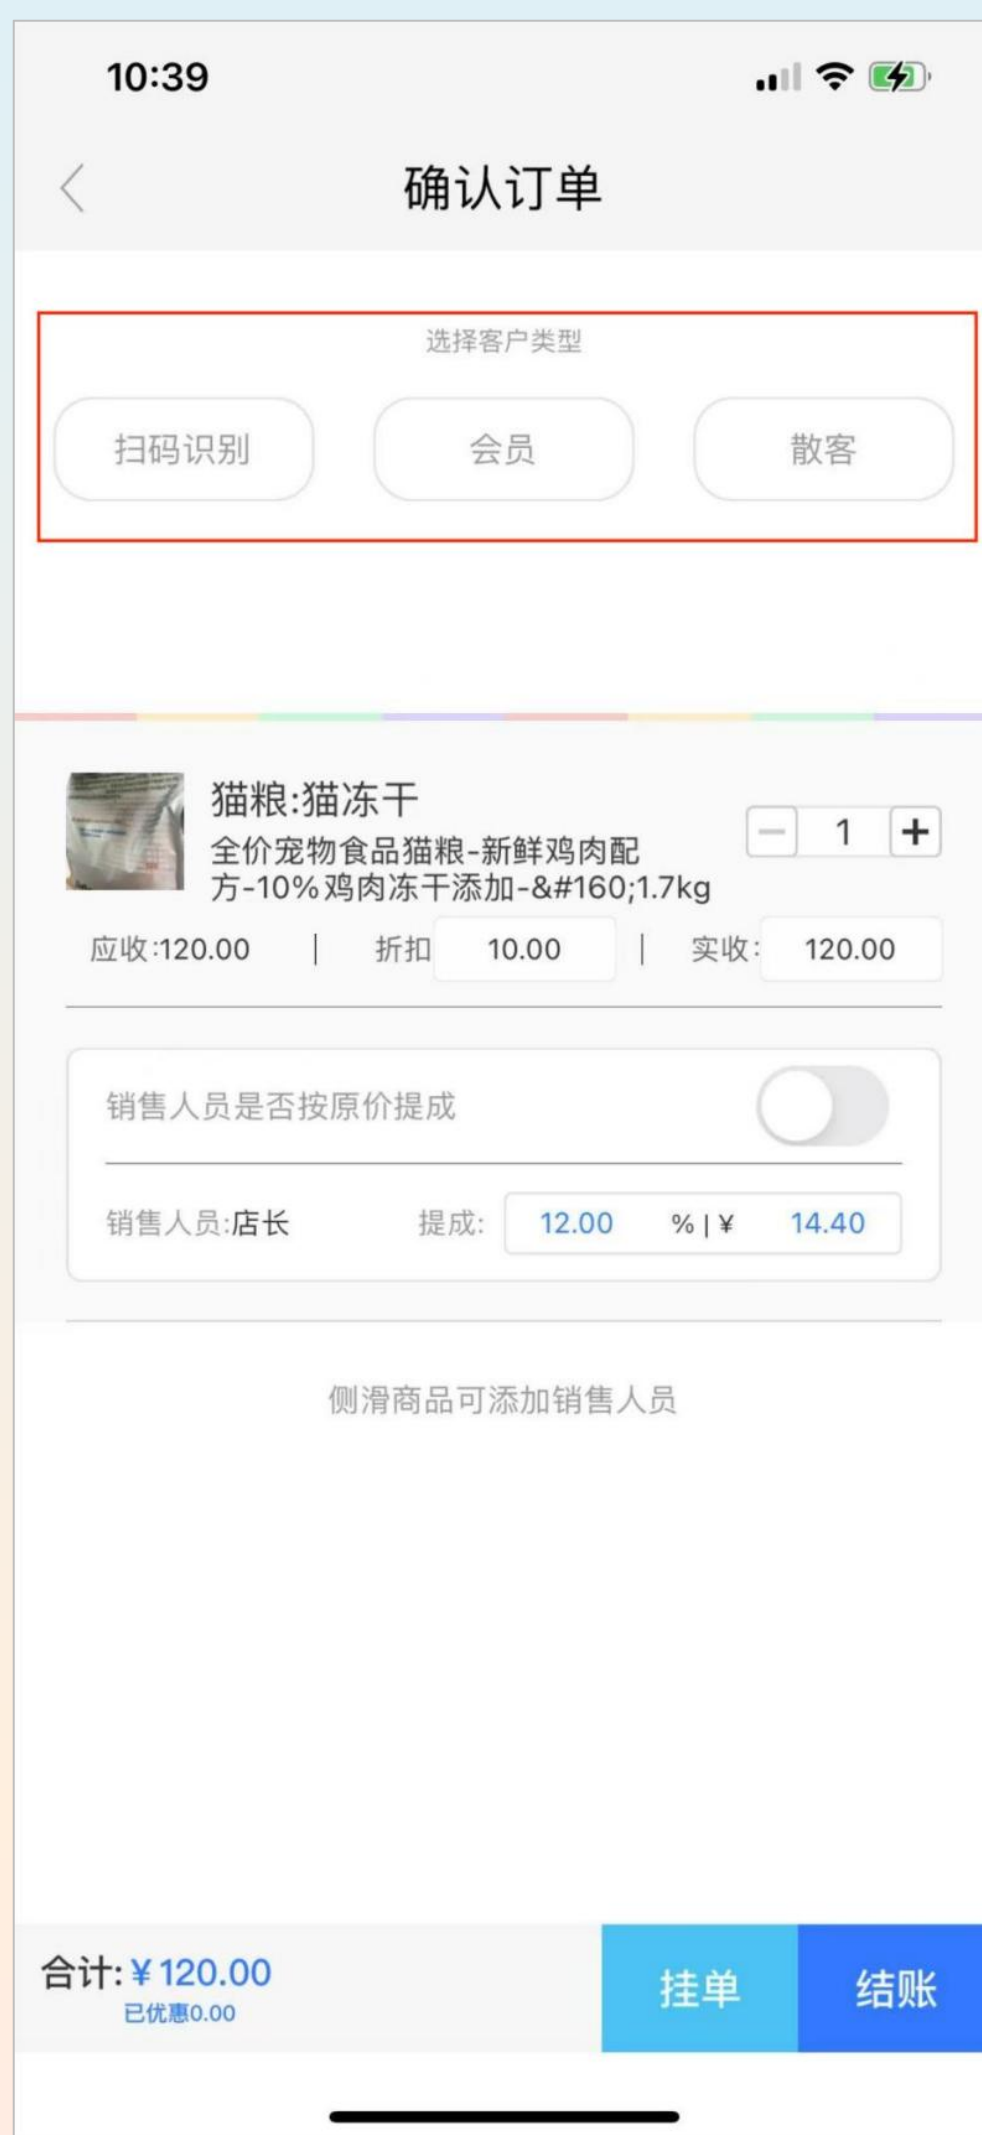 10:39
确认订单
选择客户类型
扫码识别 会员 散客
猫粮:猫冻干
全价宠物食品猫粮-新鲜鸡肉配
方-10%鸡肉冻干添加-&#160;1.7kg
− 1 +
应收:120.00 | 折扣 10.00 | 实收: 120.00
销售人员是否按原价提成
销售人员:店长 提成: 12.00 % | ¥ 14.40
侧滑商品可添加销售人员
合计:¥120.00
已优惠0.00
挂单 结账